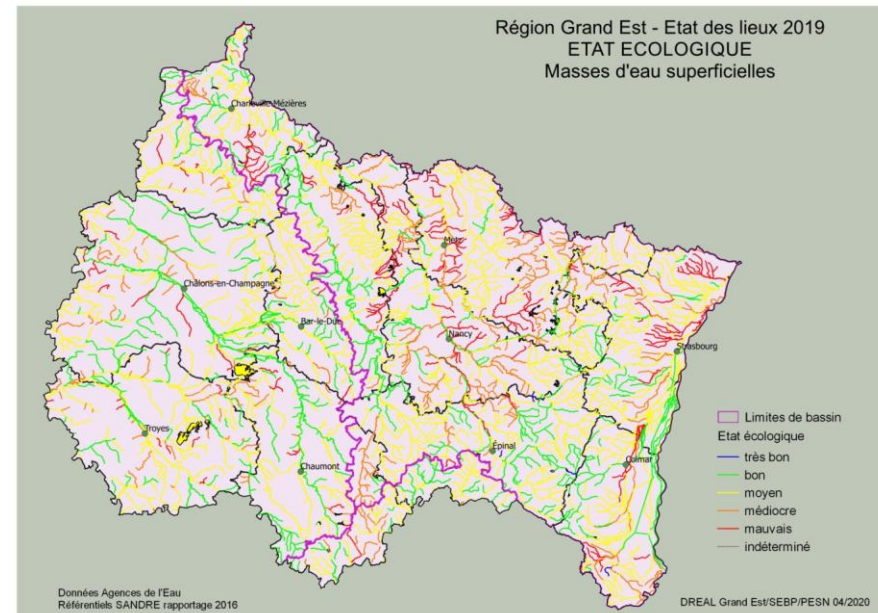 Région Grand Est - Etat des lieux 2019
ETAT ECOLOGIQUE
Masses d'eau superficielles
Charleville-Mézières
Metz
Châlons-en-Champagne
Bar-le-Duc
Nancy
Strasbourg
Troyes
Épinal
Chaumont
Colmar
Limites de bassin
Etat écologique
très bon
bon
moyen
médiocre
mauvais
indéterminé
Données Agences de l'Eau
Référentiels SANDRE rapportage 2016
DREAL Grand Est/SEBP/PESN 04/2020